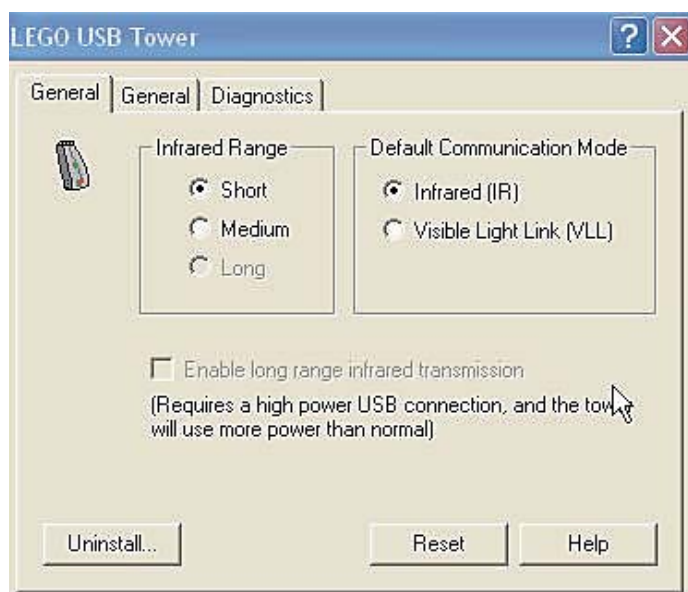 LEGO USB Tower
General General Diagnostics
Infrared Range
Short
Medium
Long
Default Communication Mode
Infrared (IR)
Visible Light Link (VLL)
Enable long range infrared transmission
(Requires a high power USB connection, and the tower
will use more power than normal)
Uninstall... Reset Help